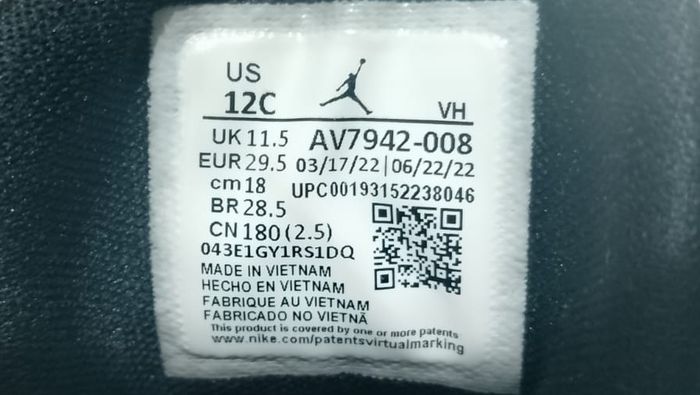 US
12C
VH
UK 11.5 AV7942-008
EUR 29.5 03/17/22 | 06/22/22
cm 18 UPC00193152238046
BR 28.5
CN 180 (2.5)
043E1GY1RS1DQ
MADE IN VIETNAM
HECHO EN VIETNAM
FABRIQUE AU VIETNAM
FABRICADO NO VIETNÃ
This product is covered by one or more patents
www.nike.com/patentsvirtualmarking